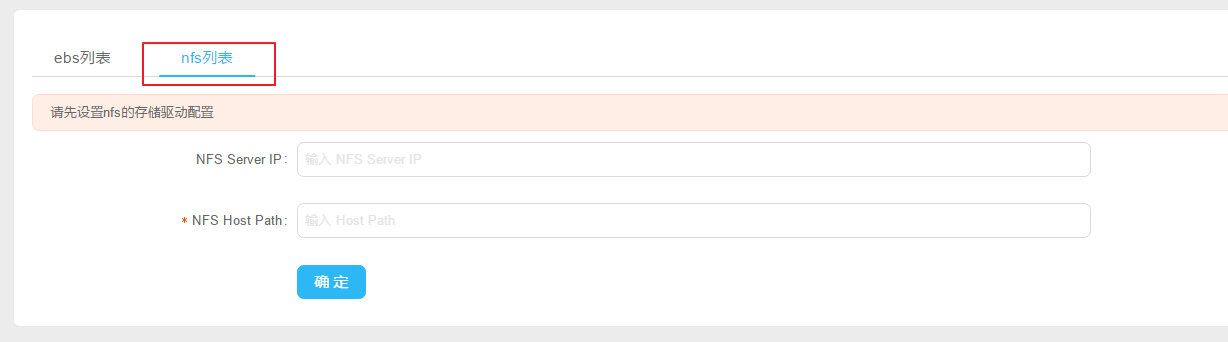 ebs列表 nfs列表
请先设置nfs的存储驱动配置
NFS Server IP: 输入 NFS Server IP
* NFS Host Path: 输入 Host Path
确 定